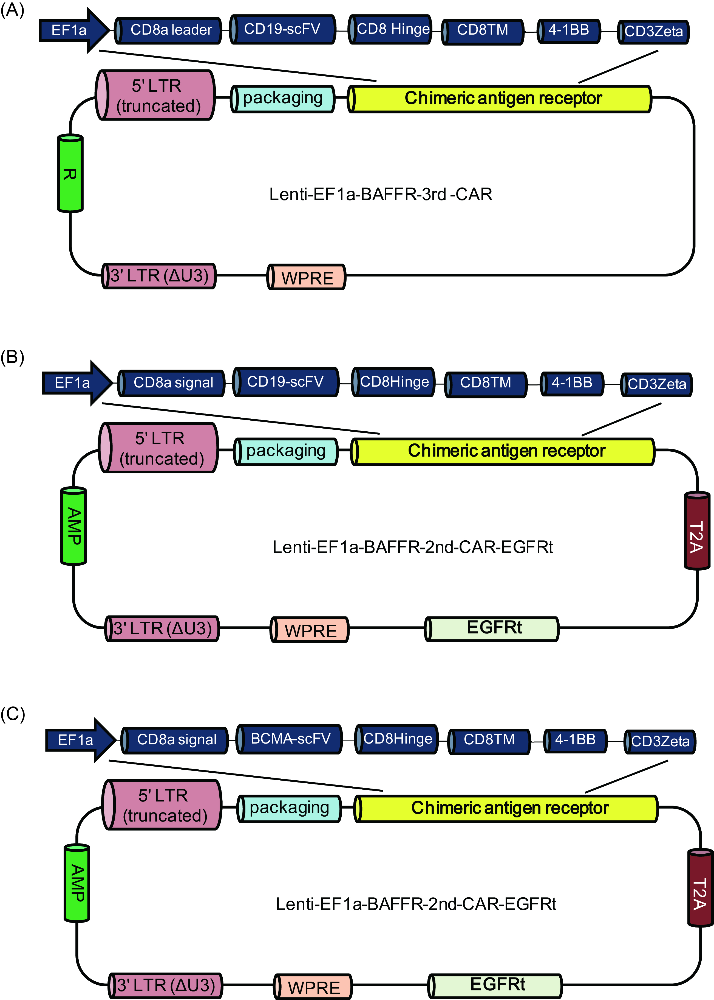 (A)
EF1a
CD8a leader
CD19-scFV
CD8 Hinge
CD8TM
4-1BB
CD3Zeta
5' LTR
(truncated)
packaging
Chimeric antigen receptor
R
Lenti-EF1a-BAFFR-3rd -CAR
3' LTR (ΔU3)
WPRE
(B)
EF1a
CD8a signal
CD19-scFV
CD8Hinge
CD8TM
4-1BB
CD3Zeta
5' LTR
(truncated)
packaging
Chimeric antigen receptor
AMP
T2A
Lenti-EF1a-BAFFR-2nd-CAR-EGFRt
3' LTR (ΔU3)
WPRE
EGFRt
(C)
EF1a
CD8a signal
BCMA-scFV
CD8Hinge
CD8TM
4-1BB
CD3Zeta
5' LTR
(truncated)
packaging
Chimeric antigen receptor
AMP
T2A
Lenti-EF1a-BAFFR-2nd-CAR-EGFRt
3' LTR (ΔU3)
WPRE
EGFRt